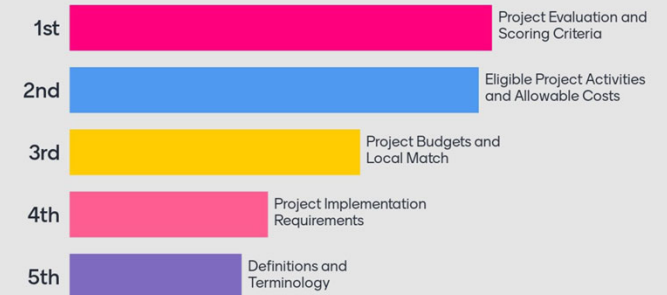 1st
Project Evaluation and
Scoring Criteria
2nd
Eligible Project Activities
and Allowable Costs
3rd
Project Budgets and
Local Match
4th
Project Implementation
Requirements
5th
Definitions and
Terminology